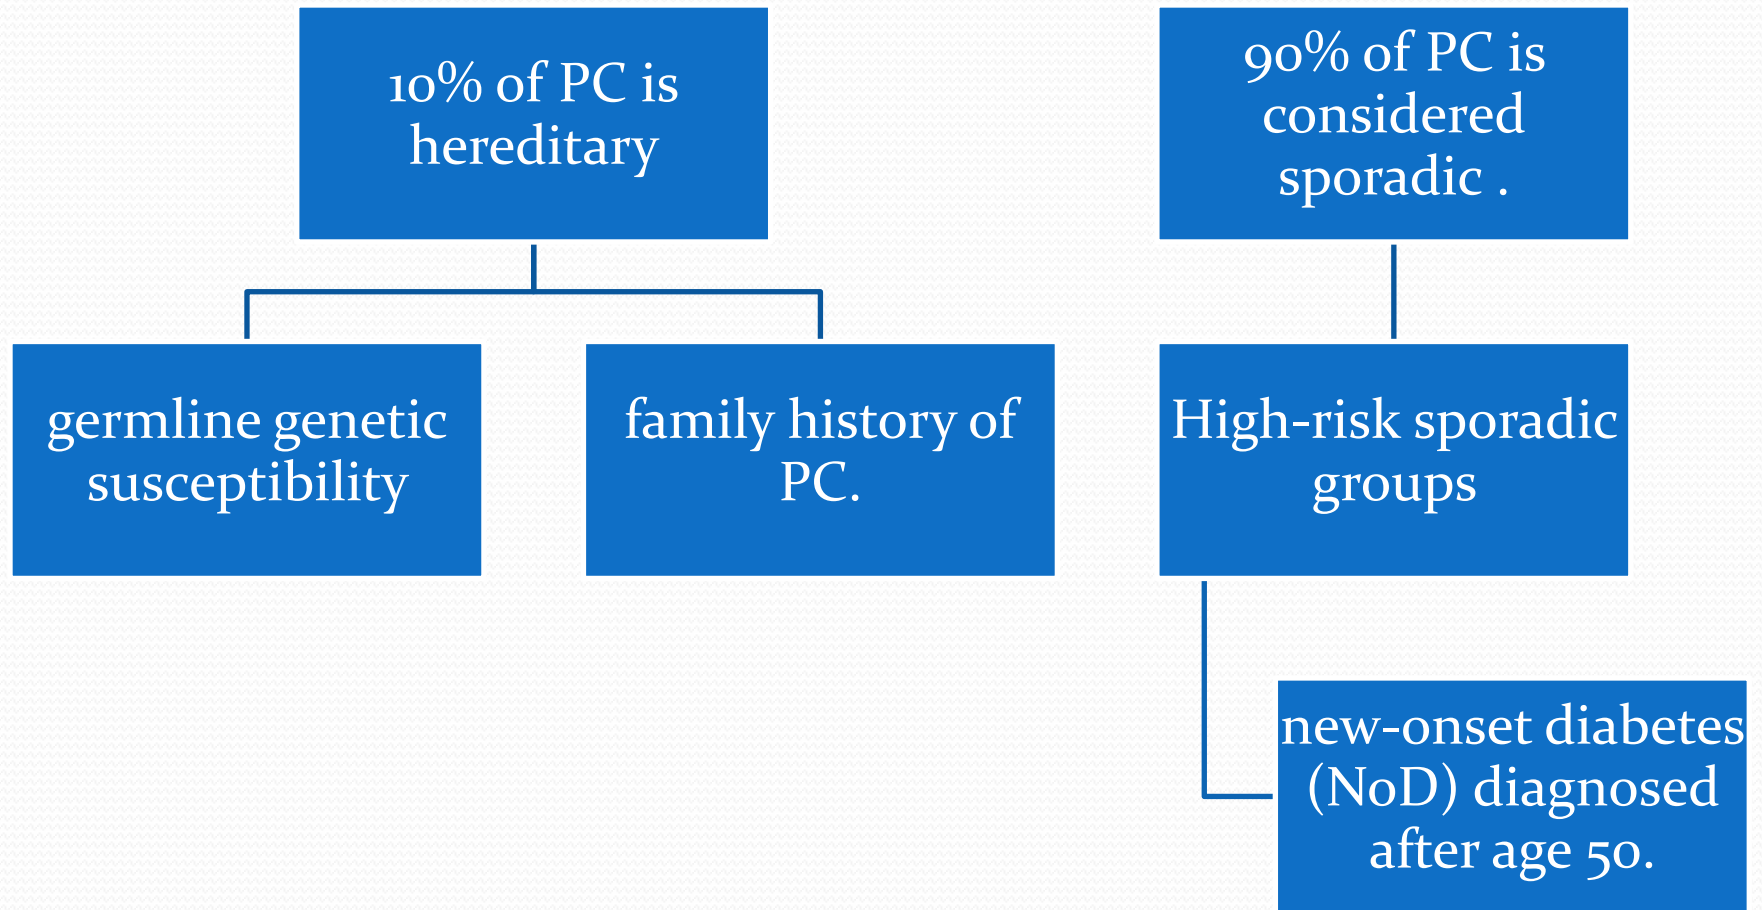 10% of PC is
hereditary
90% of PC is
considered
sporadic .
germline genetic
susceptibility
family history of
PC.
High-risk sporadic
groups
new-onset diabetes
(NoD) diagnosed
after age 50.